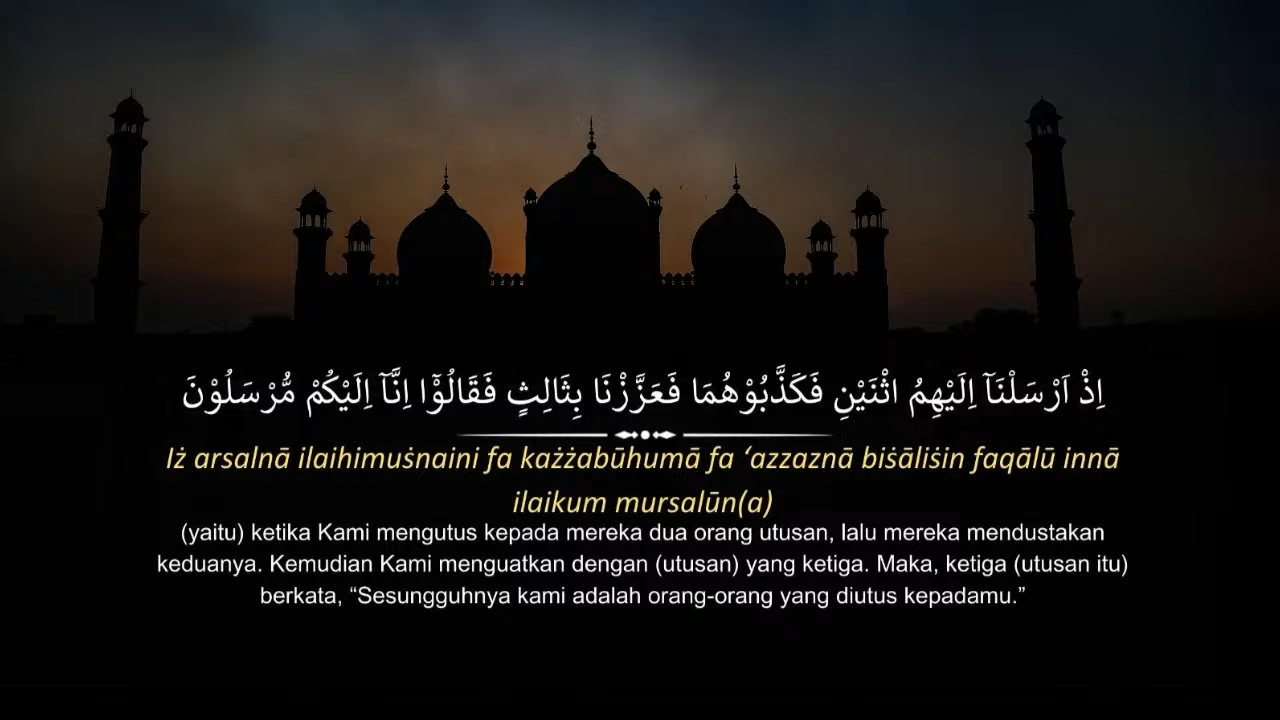 اِذْ اَرْسَلْنَآ اِلَيْهِمُ اثْنَيْنِ فَكَذَّبُوْهُمَا فَعَزَّزْنَا بِثَالِثٍ فَقَالُوْٓا اِنَّآ اِلَيْكُمْ مُّرْسَلُوْنَ
Iż arsalnā ilaihimuṡnaini fa każżabūhumā fa ‘azzaznā biṡāliṡin faqālū innā
ilaikum mursalūn(a)
(yaitu) ketika Kami mengutus kepada mereka dua orang utusan, lalu mereka mendustakan
keduanya. Kemudian Kami menguatkan dengan (utusan) yang ketiga. Maka, ketiga (utusan itu)
berkata, “Sesungguhnya kami adalah orang-orang yang diutus kepadamu.”